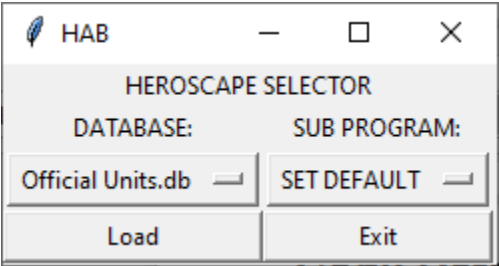 HAB
HEROSCAPE SELECTOR
DATABASE: SUB PROGRAM:
Official Units.db SET DEFAULT
Load Exit